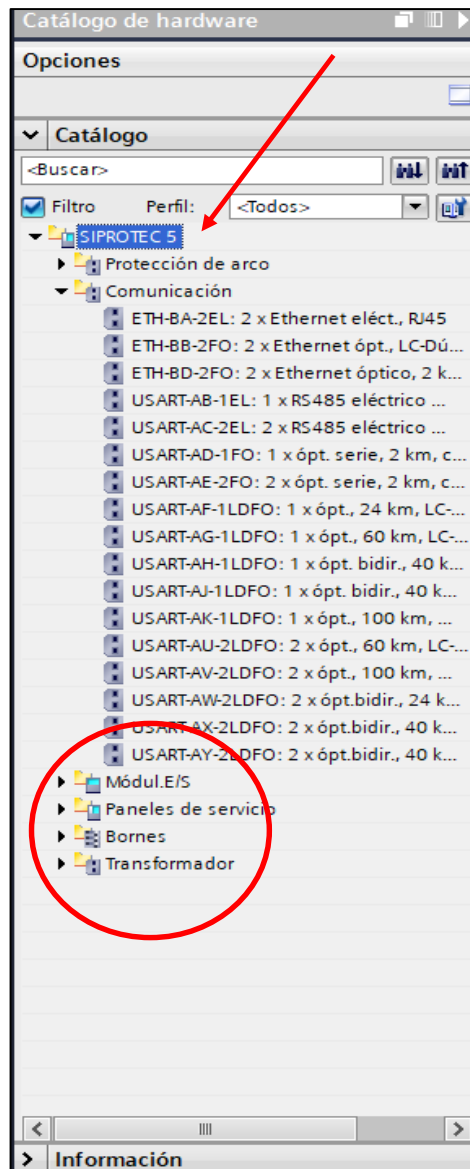 Catálogo de hardware
Opciones
Catálogo
<Buscar>
Filtro Perfil: <Todos>
SIPROTEC 5
Protección de arco
Comunicación
ETH-BA-2EL: 2 x Ethernet eléct., RJ45
ETH-BB-2FO: 2 x Ethernet ópt., LC-Dú...
ETH-BD-2FO: 2 x Ethernet óptico, 2 k...
USART-AB-1EL: 1 x RS485 eléctrico ...
USART-AC-2EL: 2 x RS485 eléctrico ...
USART-AD-1FO: 1 x ópt. serie, 2 km, c...
USART-AE-2FO: 2 x ópt. serie, 2 km, c...
USART-AF-1LDFO: 1 x ópt., 24 km, LC-...
USART-AG-1LDFO: 1 x ópt., 60 km, LC-...
USART-AH-1LDFO: 1 x ópt. bidir., 40 k...
USART-AJ-1LDFO: 1 x ópt. bidir., 40 k...
USART-AK-1LDFO: 1 x ópt., 100 km, ...
USART-AU-2LDFO: 2 x ópt., 60 km, LC-...
USART-AV-2LDFO: 2 x ópt., 100 km, ...
USART-AW-2LDFO: 2 x ópt.bidir., 24 k...
USART-AX-2LDFO: 2 x ópt.bidir., 40 k...
USART-AY-2LDFO: 2 x ópt.bidir., 40 k...
Módul.E/S
Paneles de servicio
Bornes
Transformador
Información